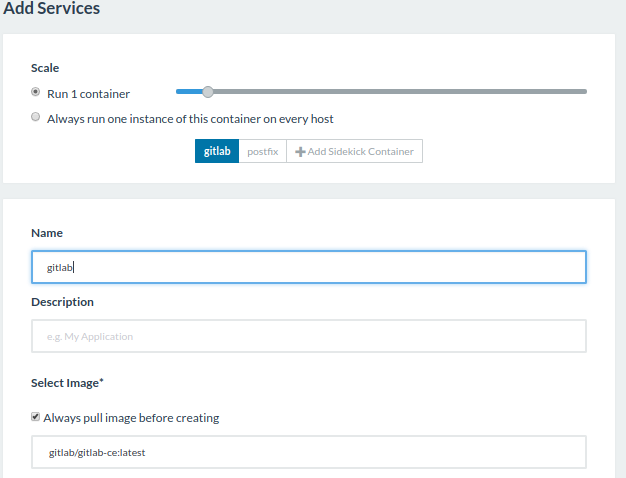 Add Services
Scale
Run 1 container
Always run one instance of this container on every host
gitlab postfix + Add Sidekick Container
Name
gitlab
Description
e.g. My Application
Select Image*
Always pull image before creating
gitlab/gitlab-ce:latest